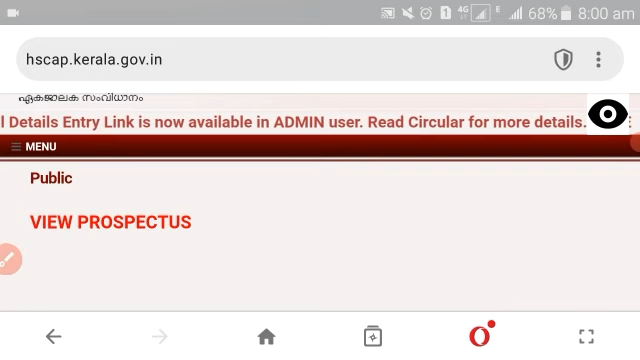 4G E 68% 8:00 am
hscap.kerala.gov.in
ഏകജാലക സംവിധാനം
l Details Entry Link is now available in ADMIN user. Read Circular for more details.
MENU
Public
VIEW PROSPECTUS